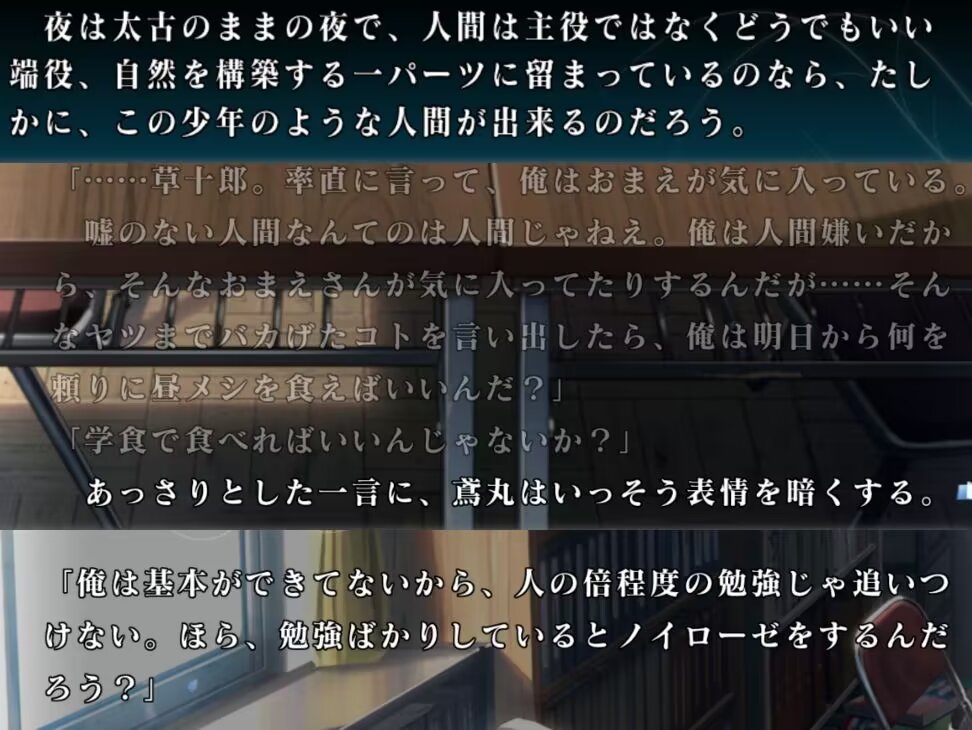 夜は太古のままの夜で、人間は主役ではなくどうでもいい
端役、自然を構築する一パーツに留まっているのなら、たし
かに、この少年のような人間が出来るのだろう。
「……草十郎。率直に言って、俺はおまえが気に入っている。
嘘のない人間なんてのは人間じゃねえ。俺は人間嫌いだか
ら、そんなおまえさんが気に入ってたりするんだが……そん
なヤツまでバカげたコトを言い出したら、俺は明日から何を
頼りに昼メシを食えばいいんだ？」
「学食で食べればいいんじゃないか？」
あっさりとした一言に、鳶丸はいっそう表情を暗くする。
「俺は基本ができてないから、人の倍程度の勉強じゃ追いつ
けない。ほら、勉強ばかりしているとノイローゼをするんだ
ろう？」